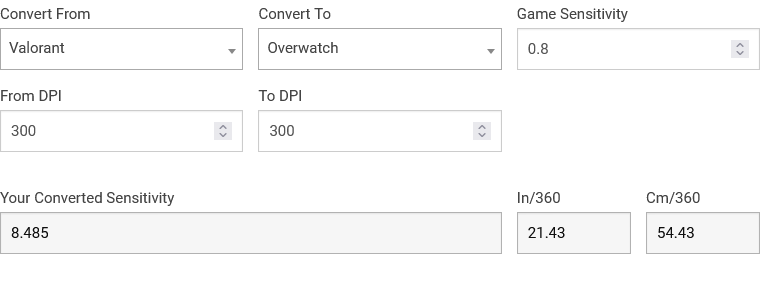 Convert From Convert To Game Sensitivity
Valorant Overwatch 0.8
From DPI To DPI
300 300
Your Converted Sensitivity In/360 Cm/360
8.485 21.43 54.43